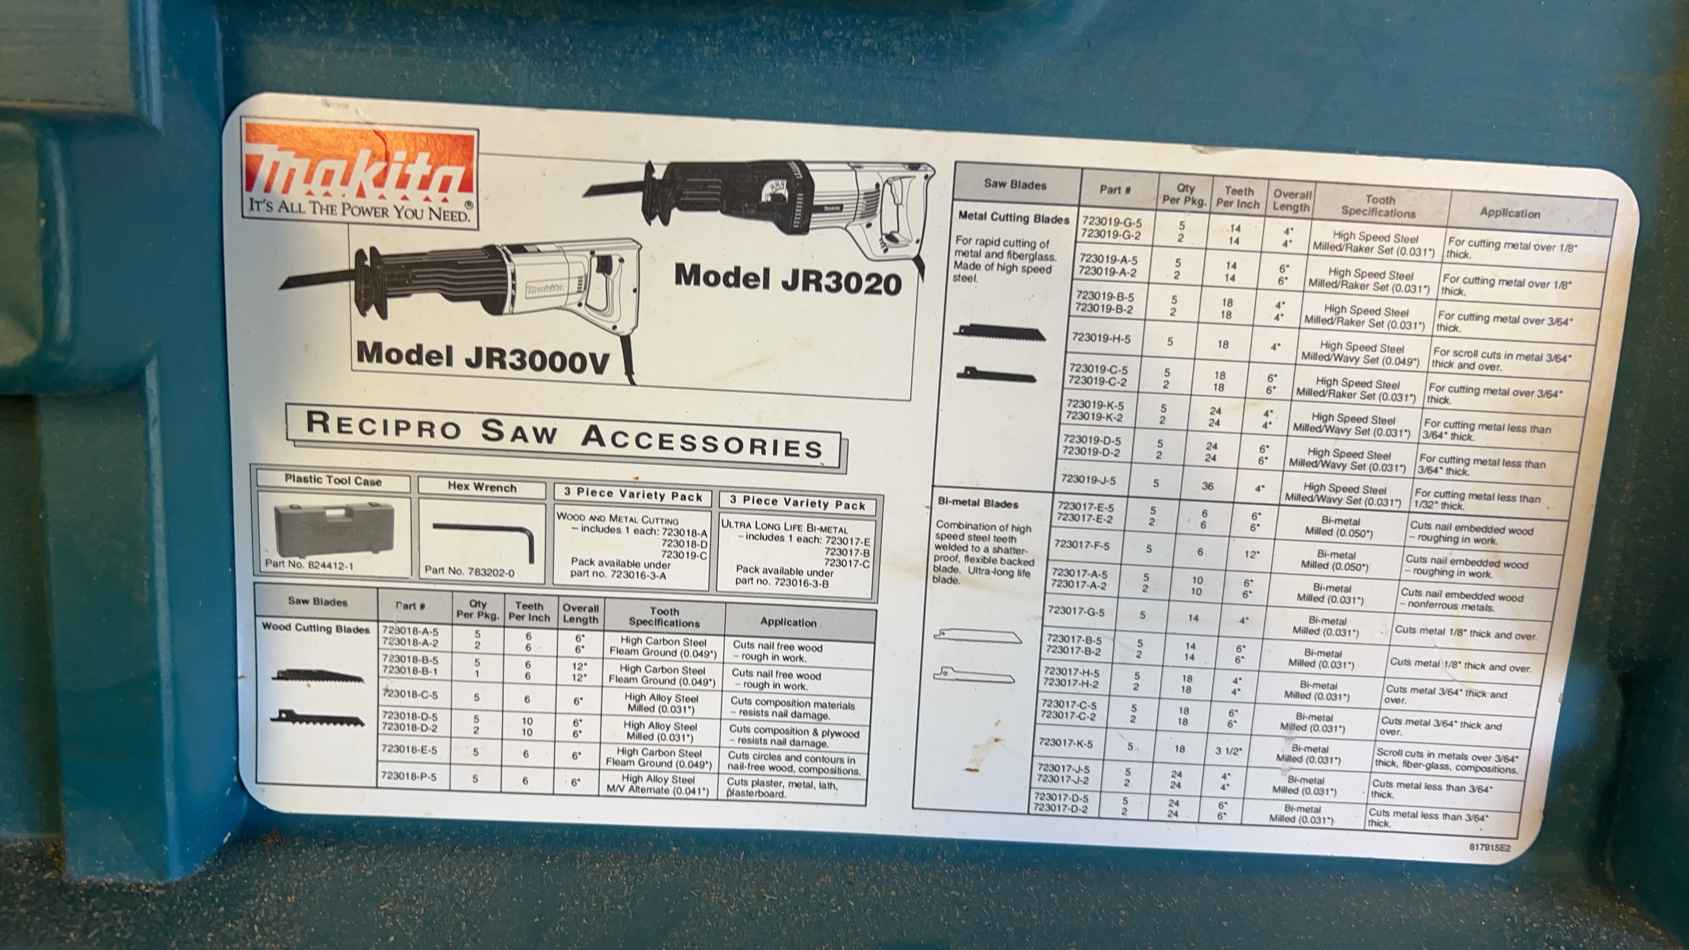 Makita
IT'S ALL THE POWER YOU NEED.®
Model JR3020
Makita
Model JR3000V
RECIPRO SAW ACCESSORIES
Plastic Tool Case
Part No. 824412-1
Hex Wrench
Part No. 783202-0
3 Piece Variety Pack
WOOD AND METAL CUTTING
– includes 1 each: 723018-A
723018-D
723019-C
Pack available under
part no. 723016-3-A
3 Piece Variety Pack
ULTRA LONG LIFE BI-METAL
– includes 1 each: 723017-E
723017-B
723017-C
Pack available under
part no. 723016-3-B
Saw Blades Part # Qty Per Pkg. Teeth Per Inch Overall Length Tooth Specifications Application
Wood Cutting Blades
723018-A-5 5 6 6" High Carbon Steel Cuts nail free wood
723018-A-2 2 6 6" Fleam Ground (0.049") – rough in work.
723018-B-5 5 6 12" High Carbon Steel Cuts nail free wood
723018-B-1 1 6 12" Fleam Ground (0.049") – rough in work.
723018-C-5 5 6 6" High Alloy Steel Milled (0.031") Cuts composition materials – resists nail damage.
723018-D-5 5 10 6" High Alloy Steel Cuts composition & plywood
723018-D-2 2 10 6" Milled (0.031") – resists nail damage.
723018-E-5 5 6 6" High Carbon Steel Fleam Ground (0.049") Cuts circles and contours in nail-free wood, compositions.
723018-P-5 5 6 6" High Alloy Steel M/V Alternate (0.041") Cuts plaster, metal, lath, plasterboard.
Saw Blades Part # Qty Per Pkg. Teeth Per Inch Overall Length Tooth Specifications Application
Metal Cutting Blades
For rapid cutting of
metal and fiberglass.
Made of high speed
steel.
723019-G-5 5 14 4" High Speed Steel For cutting metal over 1/8"
723019-G-2 2 14 4" Milled/Raker Set (0.031") thick.
723019-A-5 5 14 6" High Speed Steel For cutting metal over 1/8"
723019-A-2 2 14 6" Milled/Raker Set (0.031") thick.
723019-B-5 5 18 4" High Speed Steel For cutting metal over 3/64"
723019-B-2 2 18 4" Milled/Raker Set (0.031") thick.
723019-H-5 5 18 4" High Speed Steel Milled/Wavy Set (0.049") For scroll cuts in metal 3/64" thick and over.
723019-C-5 5 18 6" High Speed Steel For cutting metal over 3/64"
723019-C-2 2 18 6" Milled/Raker Set (0.031") thick.
723019-K-5 5 24 4" High Speed Steel For cutting metal less than
723019-K-2 2 24 4" Milled/Wavy Set (0.031") 3/64" thick.
723019-D-5 5 24 6" High Speed Steel For cutting metal less than
723019-D-2 2 24 6" Milled/Wavy Set (0.031") 3/64" thick.
723019-J-5 5 36 4" High Speed Steel Milled/Wavy Set (0.031") For cutting metal less than 1/32" thick.
Bi-metal Blades
Combination of high
speed steel teeth
welded to a shatter-
proof, flexible backed
blade. Ultra-long life
blade.
723017-E-5 5 6 6" Bi-metal Cuts nail embedded wood
723017-E-2 2 6 6" Milled (0.050") – roughing in work.
723017-F-5 5 6 12" Bi-metal Milled (0.050") Cuts nail embedded wood – roughing in work.
723017-A-5 5 10 6" Bi-metal Cuts nail embedded wood
723017-A-2 2 10 6" Milled (0.031") – nonferrous metals.
723017-G-5 5 14 4" Bi-metal Milled (0.031") Cuts metal 1/8" thick and over.
723017-B-5 5 14 6" Bi-metal Cuts metal 1/8" thick and over.
723017-B-2 2 14 6" Milled (0.031")
723017-H-5 5 18 4" Bi-metal Cuts metal 3/64" thick and
723017-H-2 2 18 4" Milled (0.031") over.
723017-C-5 5 18 6" Bi-metal Cuts metal 3/64" thick and
723017-C-2 2 18 6" Milled (0.031") over.
723017-K-5 5 18 3 1/2" Bi-metal Milled (0.031") Scroll cuts in metals over 3/64" thick, fiber-glass, compositions.
723017-J-5 5 24 4" Bi-metal Cuts metal less than 3/64"
723017-J-2 2 24 4" Milled (0.031") thick.
723017-D-5 5 24 6" Bi-metal Cuts metal less than 3/64"
723017-D-2 2 24 6" Milled (0.031") thick.
817915E2